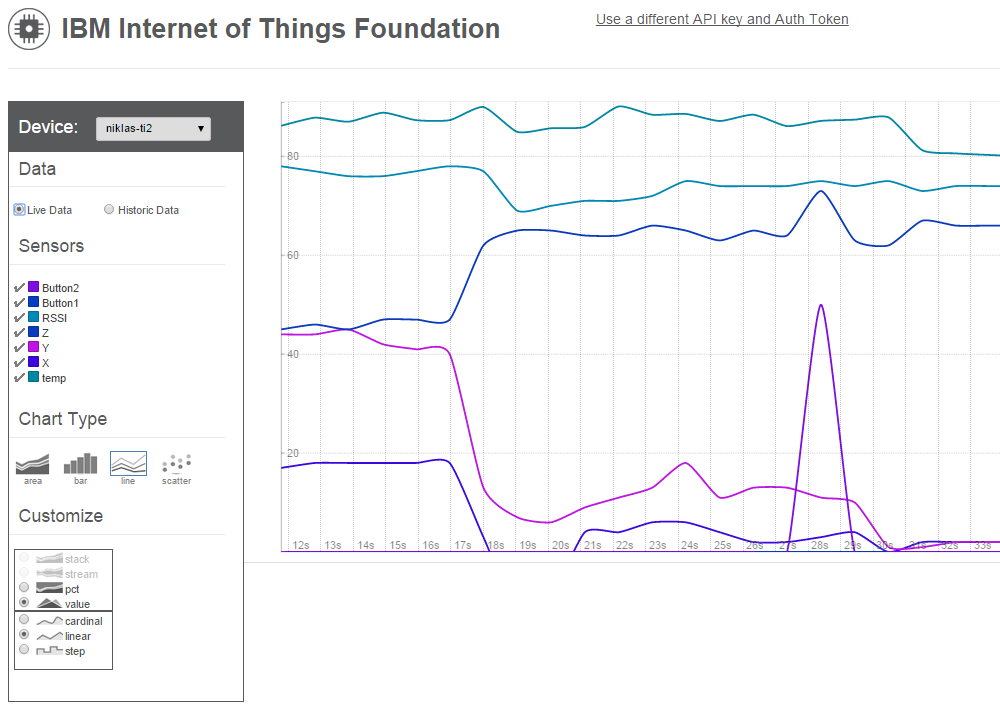 IBM Internet of Things Foundation
Use a different API key and Auth Token
Device:
niklas-ti2
Data
Live Data
Historic Data
Sensors
Button2
Button1
RSSI
Z
Y
X
temp
Chart Type
area
bar
line
scatter
Customize
stack
stream
pct
value
cardinal
linear
step
80
60
40
20
12s 13s 14s 15s 16s 17s 18s 19s 20s 21s 22s 23s 24s 25s 26s 27s 28s 29s 30s 31s 32s 33s